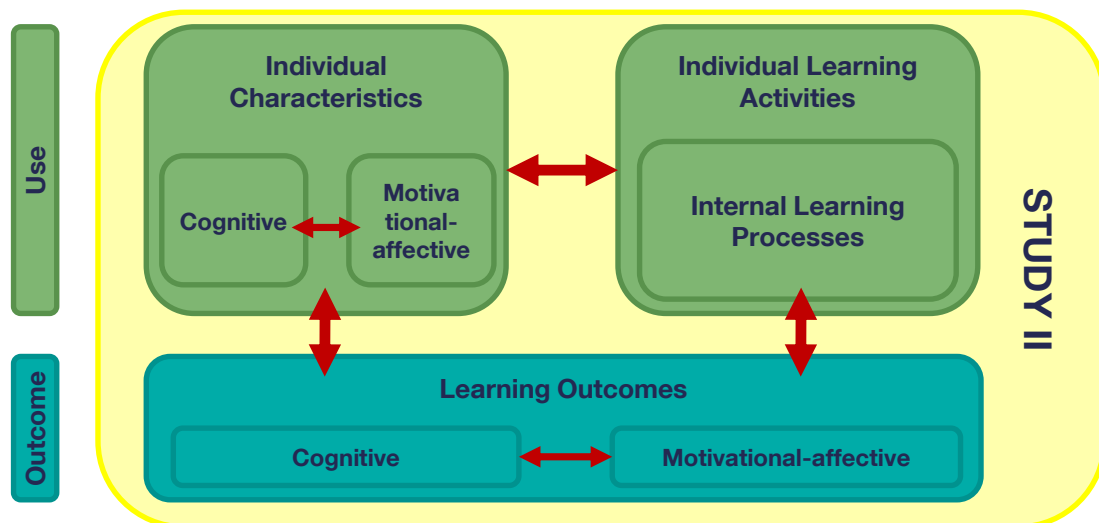 Use
Individual
Characteristics
Cognitive
Motiva
tional-
affective
Individual Learning
Activities
Internal Learning
Processes
STUDY II
Outcome
Learning Outcomes
Cognitive
Motivational-affective